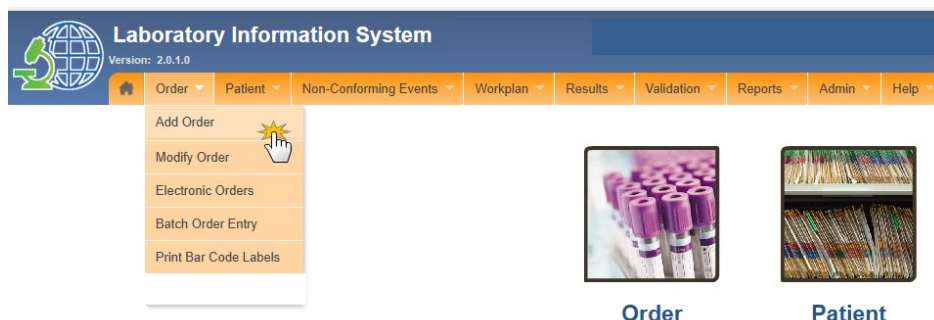 Laboratory Information System
Version: 2.0.1.0
Order Patient Non-Conforming Events Workplan Results Validation Reports Admin Help
Add Order
Modify Order
Electronic Orders
Batch Order Entry
Print Bar Code Labels
Order Patient